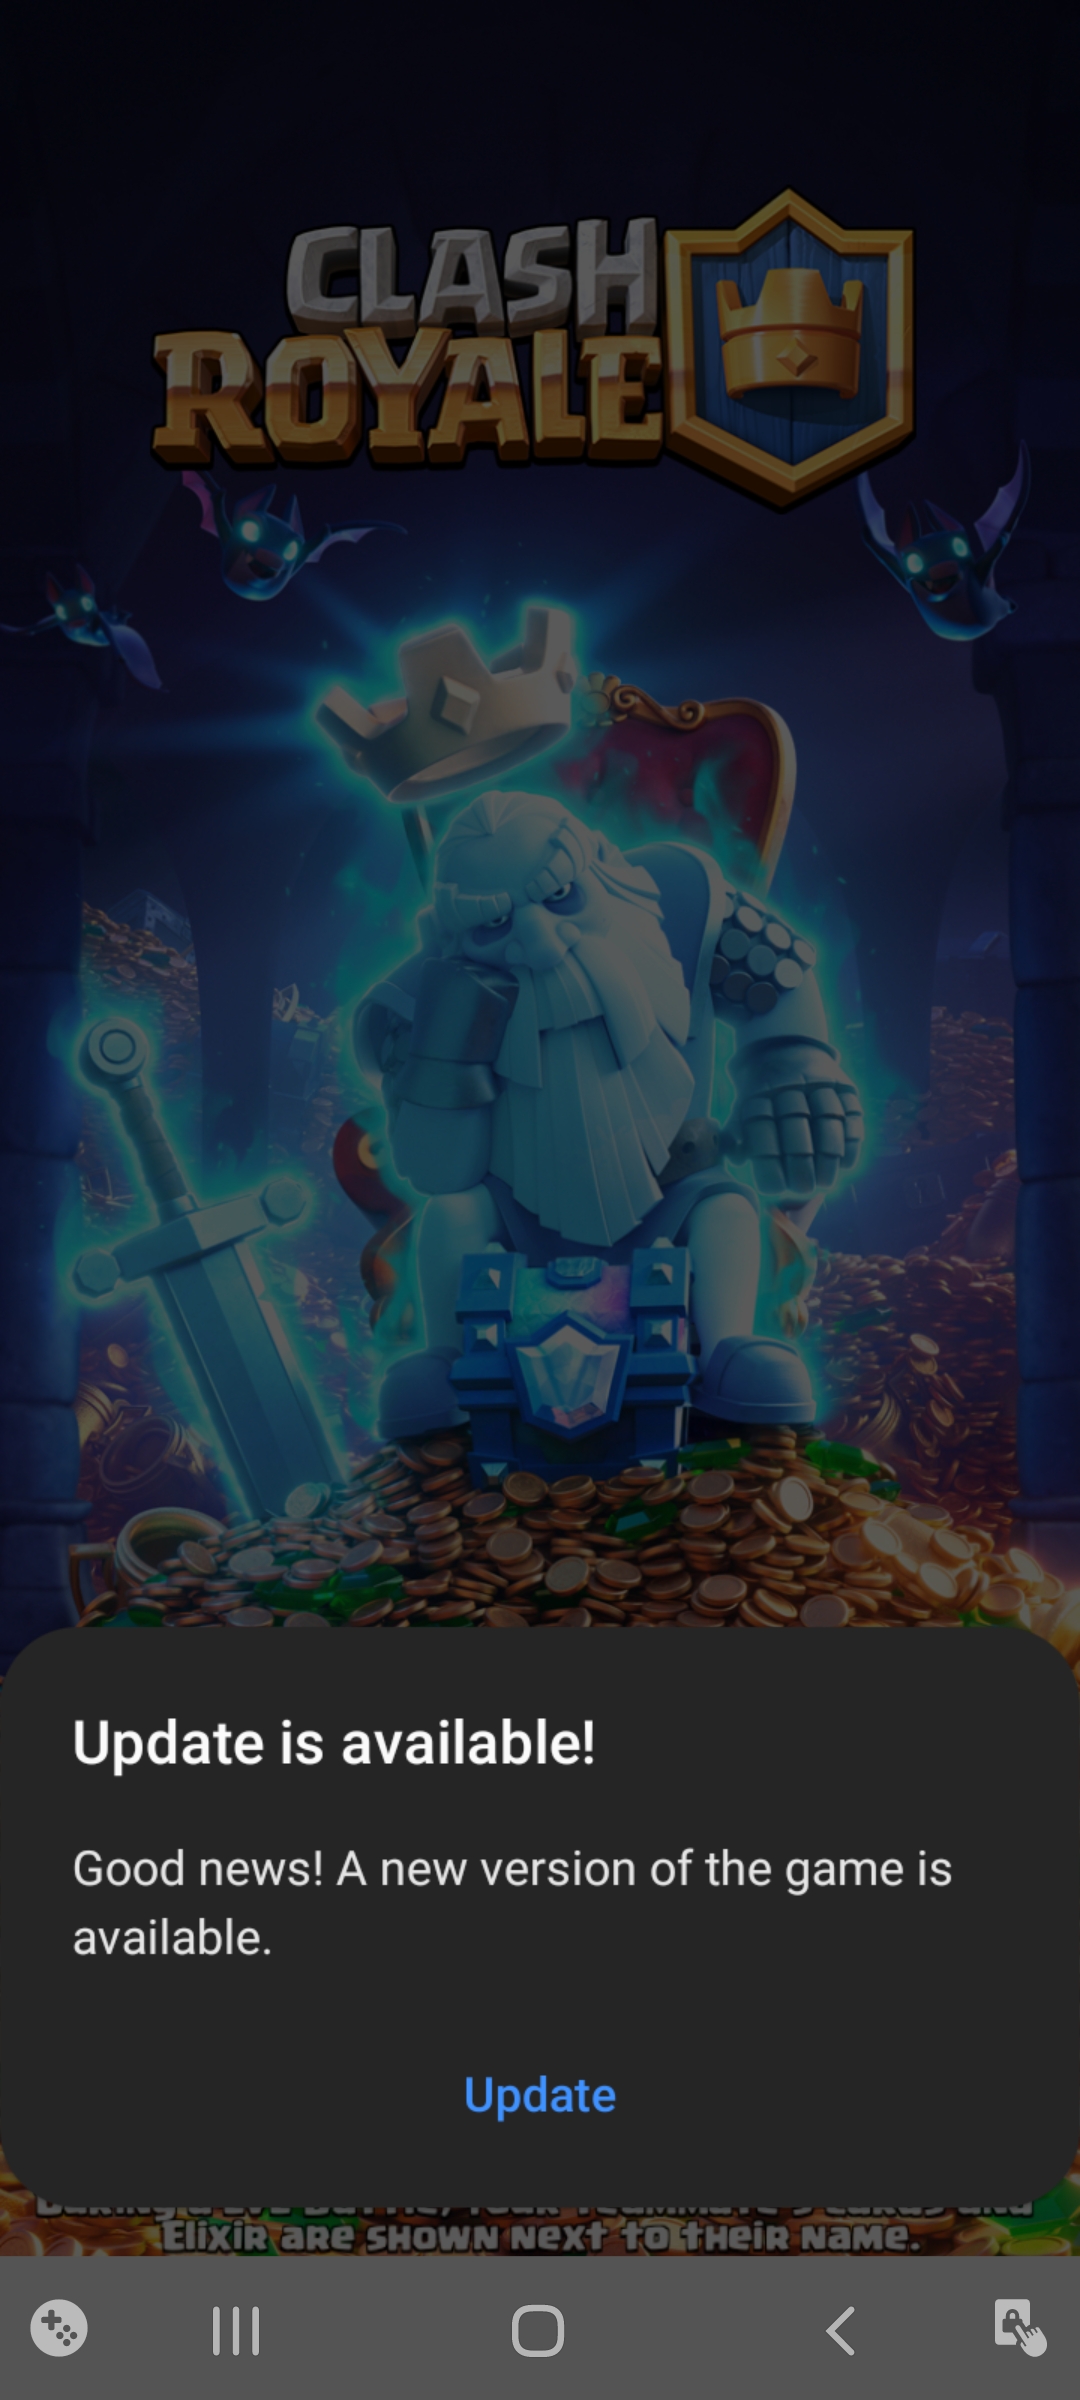 CLASH
ROYALE
Update is available!
Good news! A new version of the game is
available.
Update
Elixir are shown next to their name.